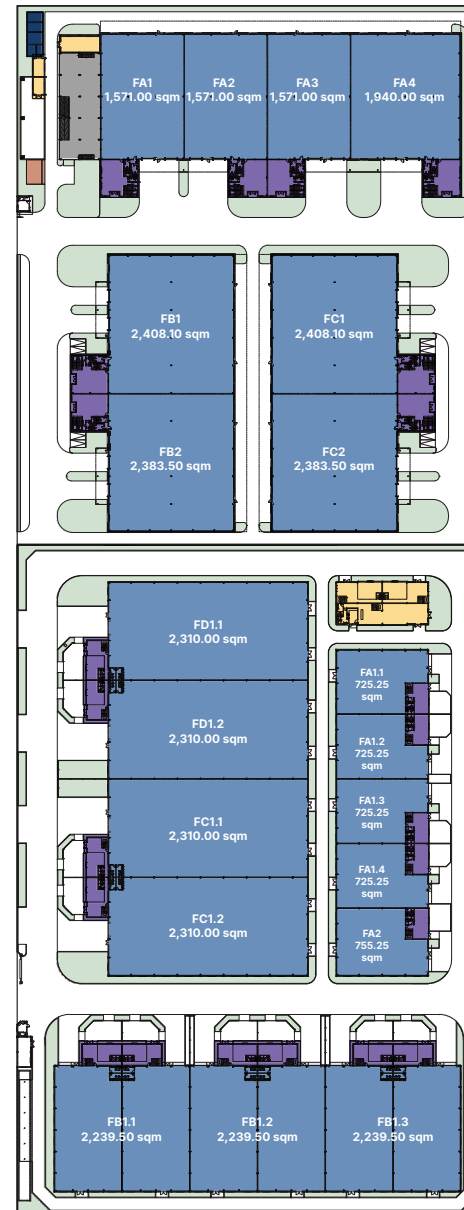 FA1
1,571.00 sqm
FA2
1,571.00 sqm
FA3
1,571.00 sqm
FA4
1,940.00 sqm
FB1
2,408.10 sqm
FC1
2,408.10 sqm
FB2
2,383.50 sqm
FC2
2,383.50 sqm
FD1.1
2,310.00 sqm
FD1.2
2,310.00 sqm
FC1.1
2,310.00 sqm
FC1.2
2,310.00 sqm
FA1.1
725.25
sqm
FA1.2
725.25
sqm
FA1.3
725.25
sqm
FA1.4
725.25
sqm
FA2
755.25
sqm
FB1.1
2,239.50 sqm
FB1.2
2,239.50 sqm
FB1.3
2,239.50 sqm